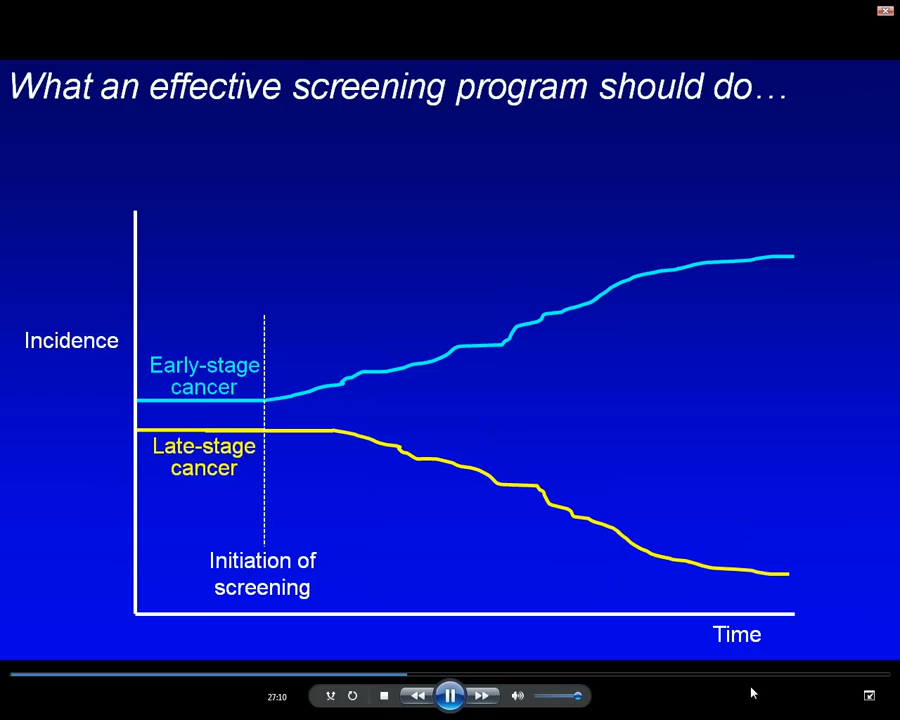 What an effective screening program should do…
Incidence
Early-stage
cancer
Late-stage
cancer
Initiation of
screening
Time
27:10